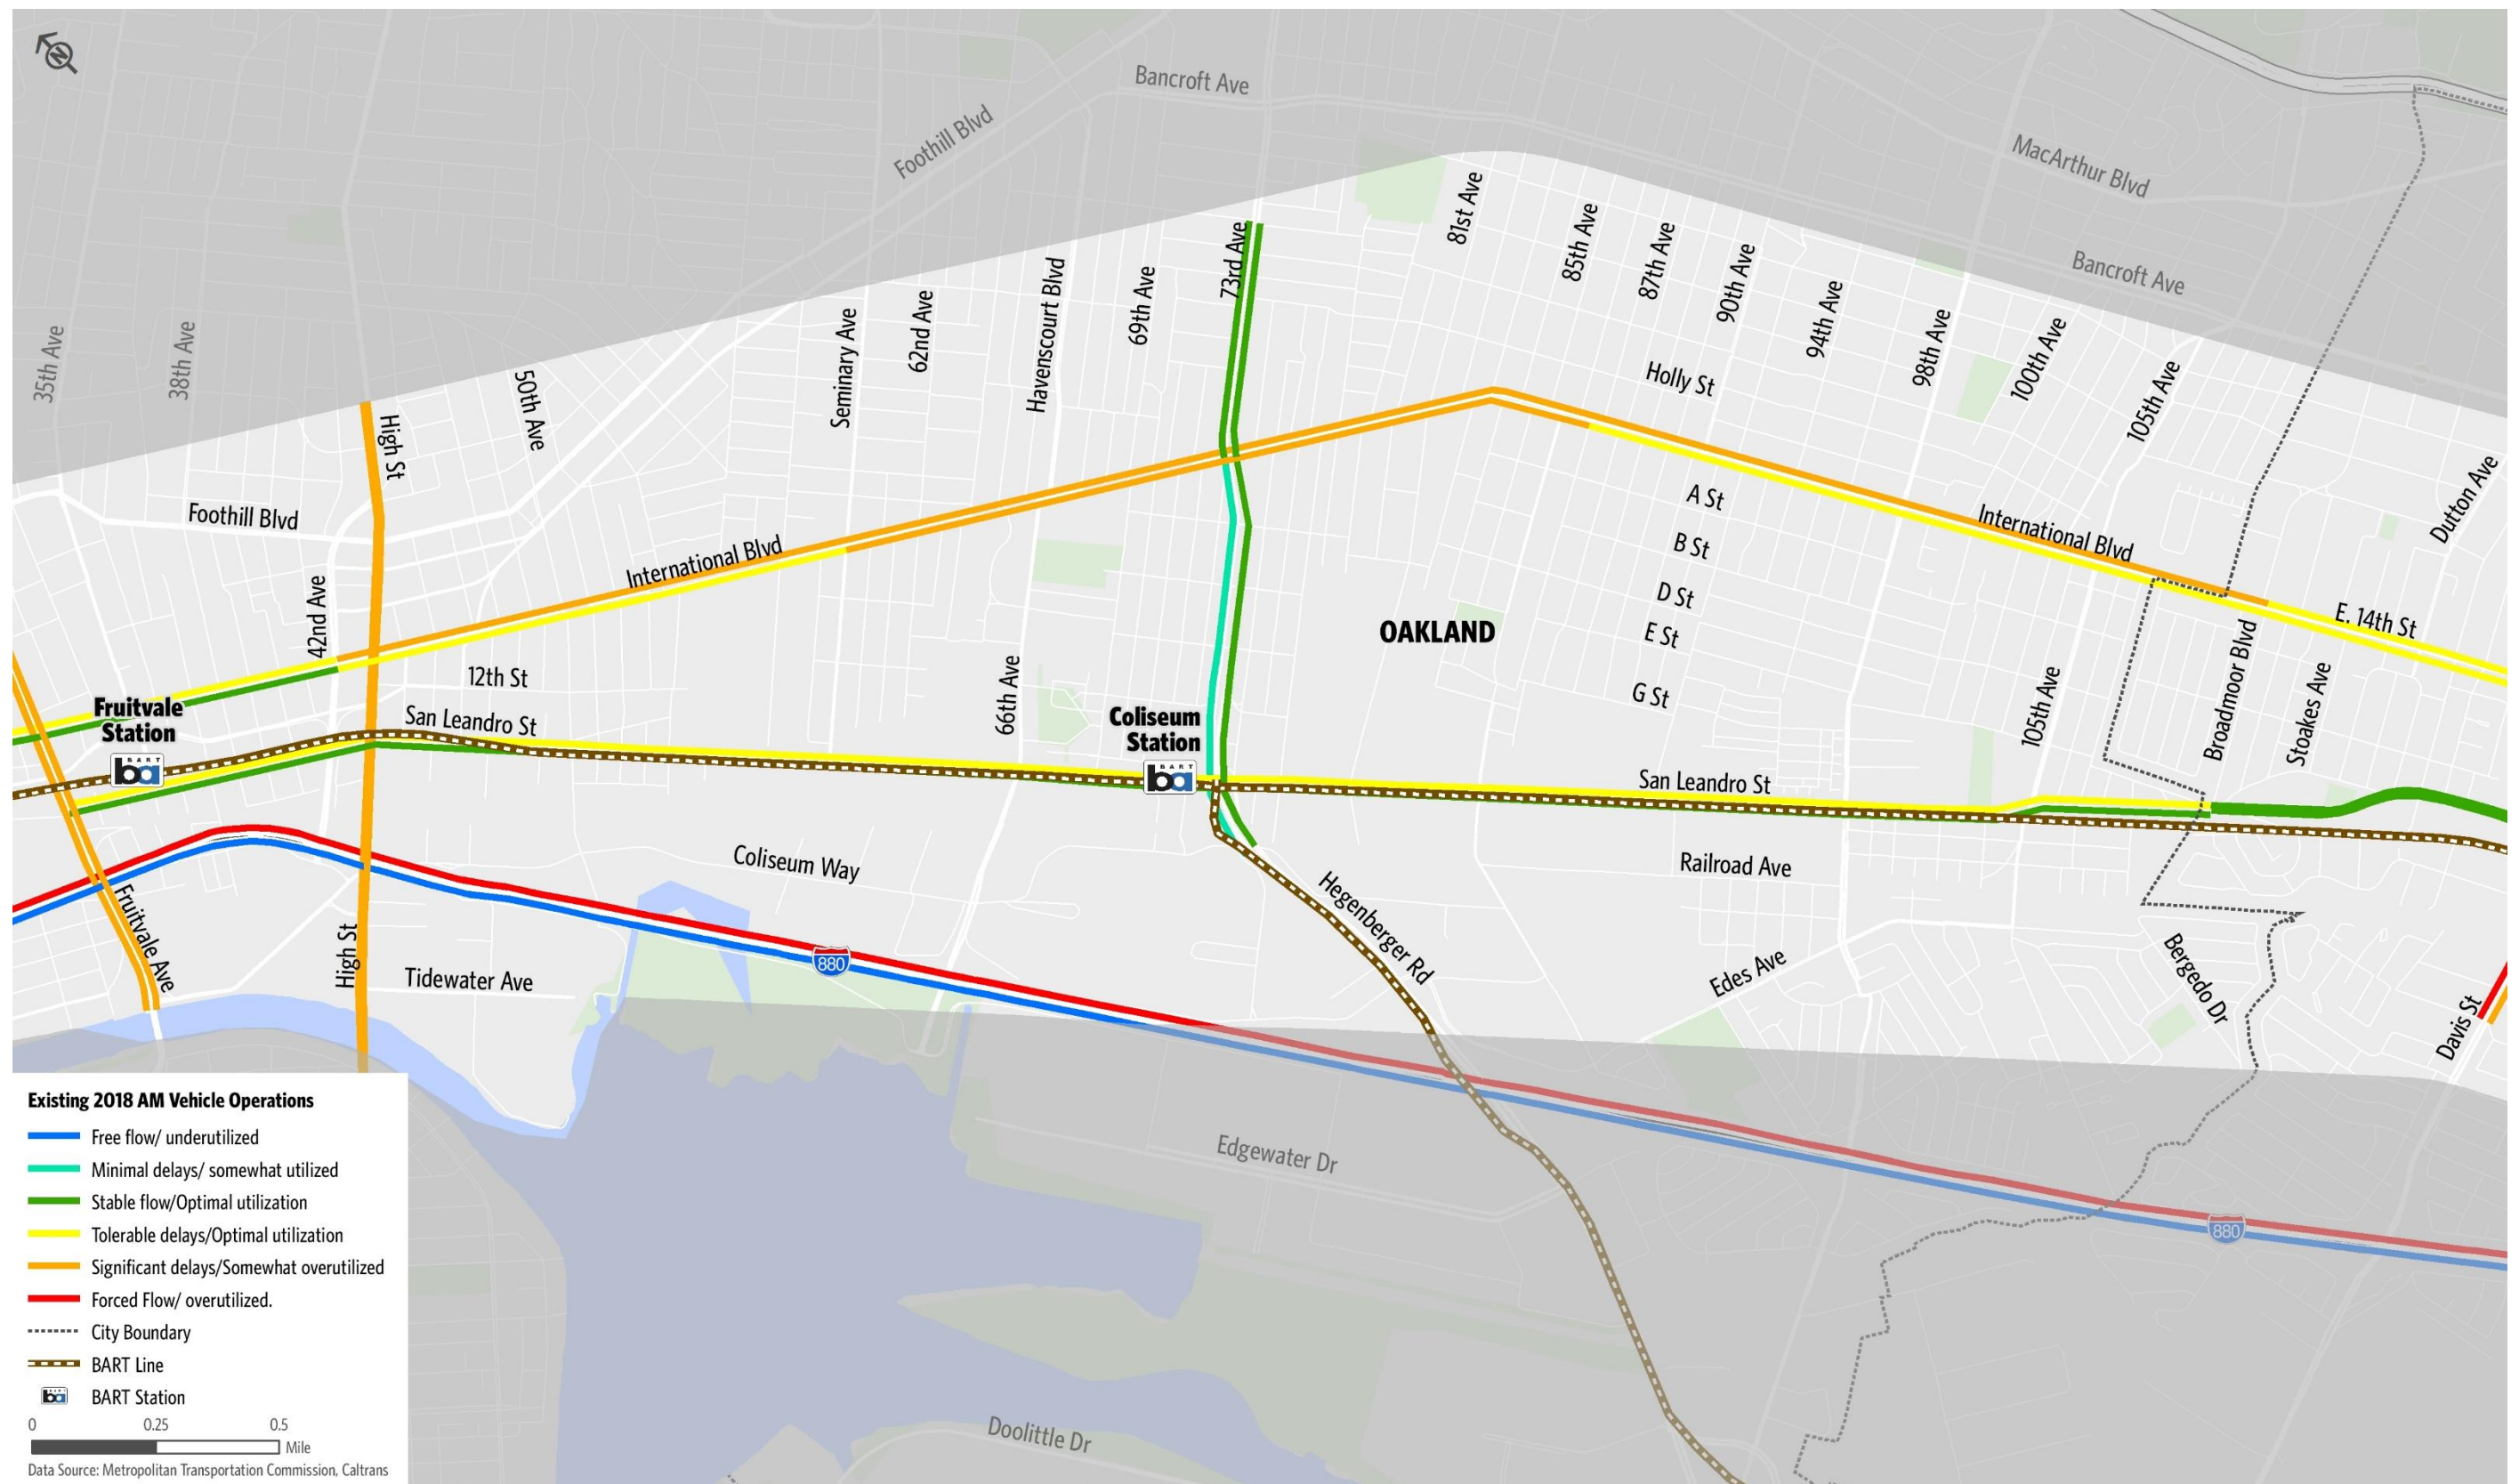 N
Bancroft Ave
Foothill Blvd
MacArthur Blvd
Bancroft Ave
35th Ave
38th Ave
High St
50th Ave
Seminary Ave
62nd Ave
Havenscourt Blvd
69th Ave
73rd Ave
81st Ave
85th Ave
87th Ave
90th Ave
94th Ave
98th Ave
100th Ave
105th Ave
Dutton Ave
Holly St
Foothill Blvd
42nd Ave
International Blvd
A St
B St
D St
E St
G St
International Blvd
E. 14th St
OAKLAND
12th St
San Leandro St
66th Ave
Fruitvale
Station
BART
ba
Coliseum
Station
BART
ba
San Leandro St
105th Ave
Broadmoor Blvd
Stoakes Ave
Coliseum Way
Railroad Ave
Hegenberger Rd
Fruitvale Ave
High St
Tidewater Ave
880
Edes Ave
Bergedo Dr
Davis St
Edgewater Dr
880
Doolittle Dr
Existing 2018 AM Vehicle Operations
Free flow/ underutilized
Minimal delays/ somewhat utilized
Stable flow/Optimal utilization
Tolerable delays/Optimal utilization
Significant delays/Somewhat overutilized
Forced Flow/ overutilized.
City Boundary
BART Line
ba
BART Station
0 0.25 0.5
Mile
Data Source: Metropolitan Transportation Commission, Caltrans